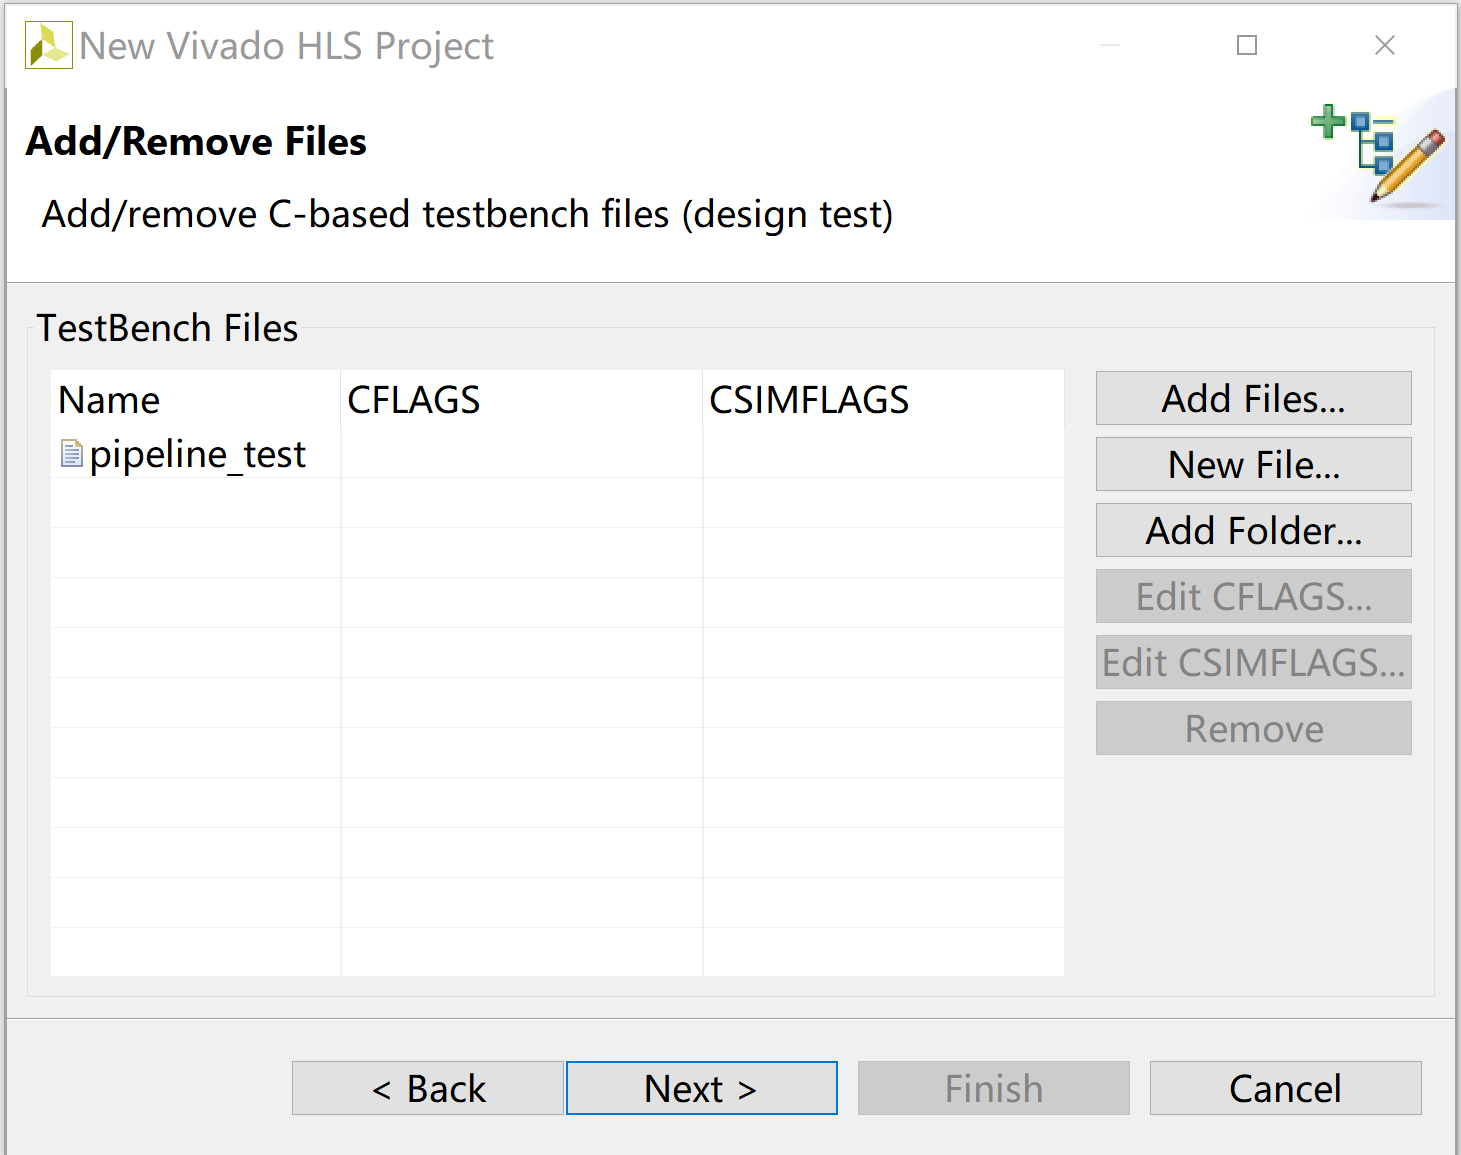 New Vivado HLS Project
Add/Remove Files
Add/remove C-based testbench files (design test)
TestBench Files
Name CFLAGS CSIMFLAGS
pipeline_test
Add Files...
New File...
Add Folder...
Edit CFLAGS...
Edit CSIMFLAGS...
Remove
< Back Next > Finish Cancel